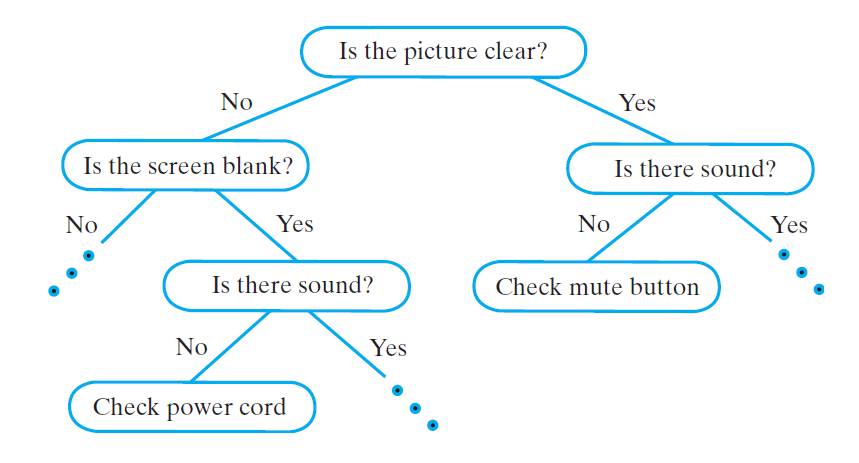 Is the picture clear?
No
Yes
Is the screen blank?
Is there sound?
No
Yes
No
Yes
Is there sound?
Check mute button
No
Yes
Check power cord